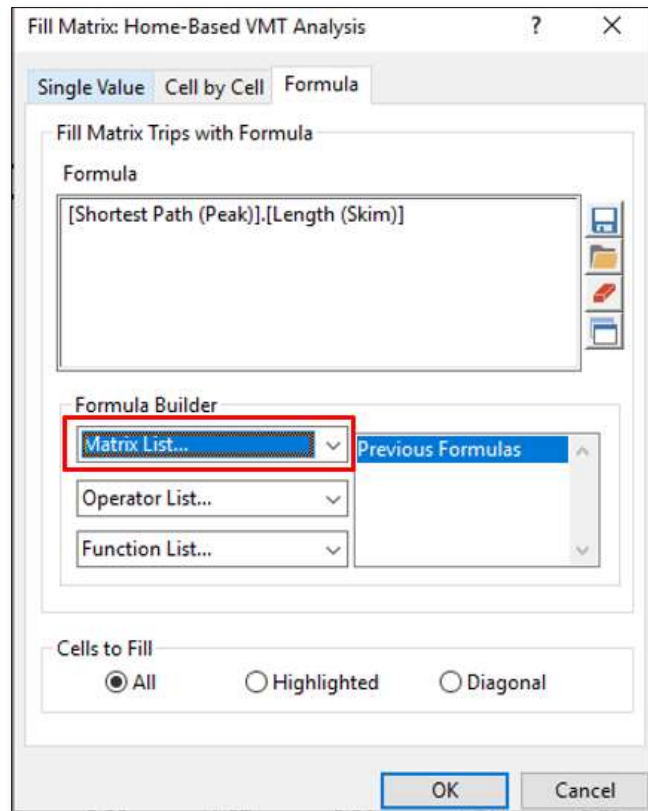 Fill Matrix: Home-Based VMT Analysis ? X
Single Value Cell by Cell Formula
Fill Matrix Trips with Formula
Formula
[Shortest Path (Peak)].[Length (Skim)]
Formula Builder
Matrix List... Previous Formulas
Operator List...
Function List...
Cells to Fill
All Highlighted Diagonal
OK Cancel